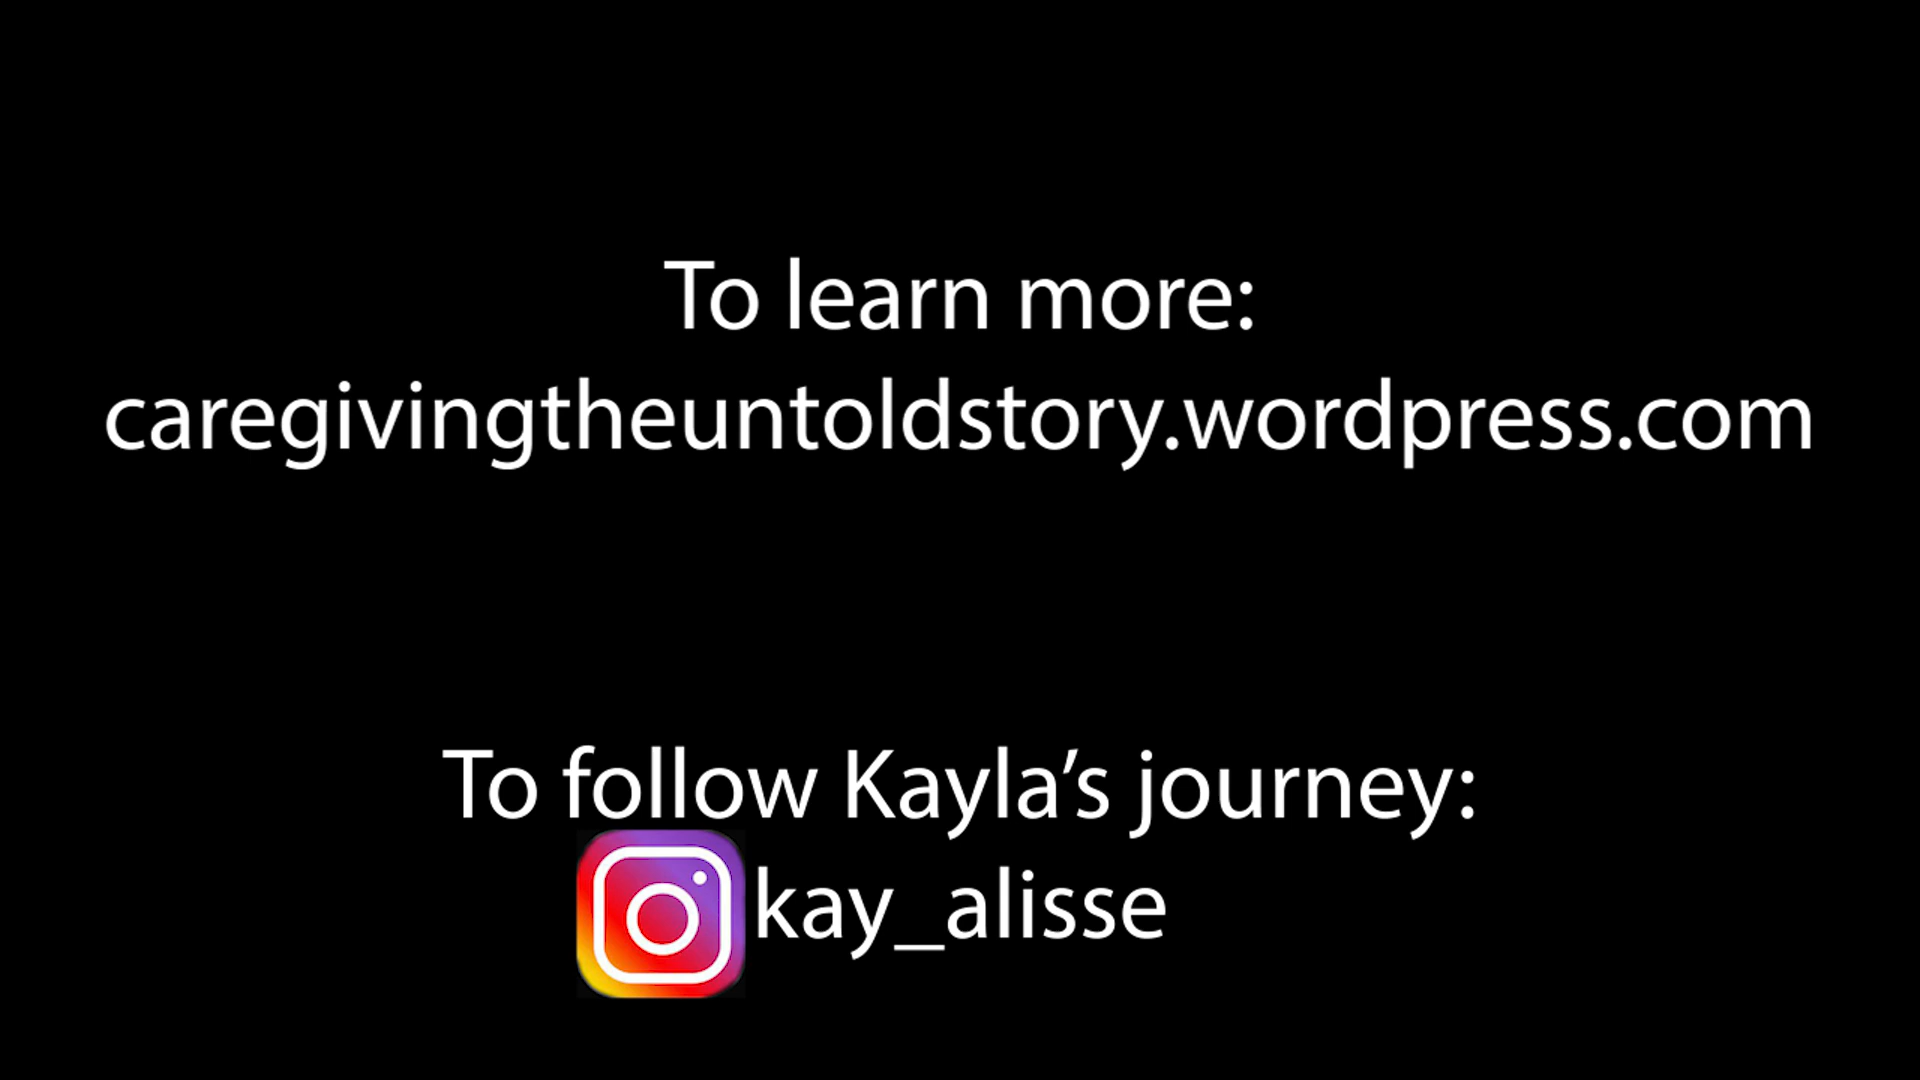 To learn more:
caregivingtheuntoldstory.wordpress.com
To follow Kayla’s journey:
kay_alisse